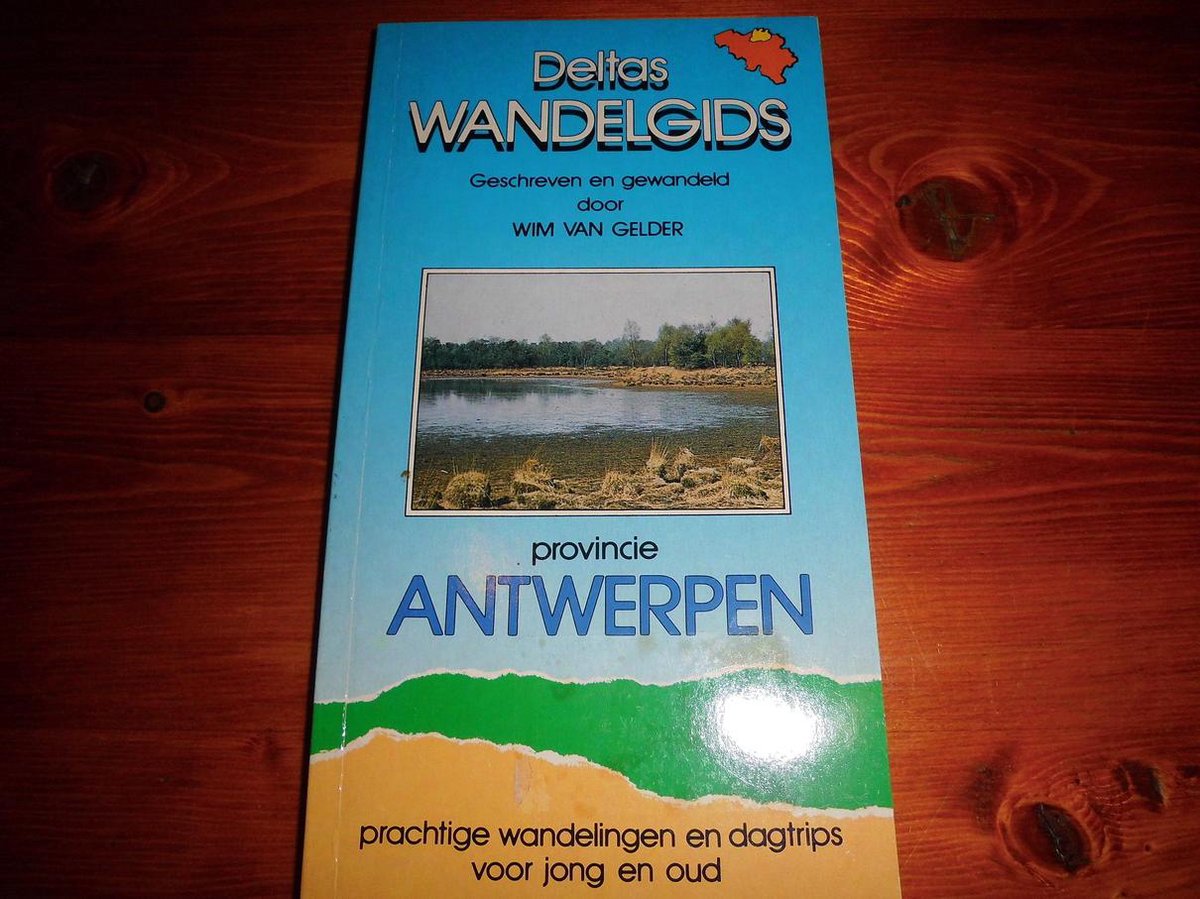 Deltas
WANDELGIDS
Geschreven en gewandeld
door
WIM VAN GELDER
provincie
ANTWERPEN
prachtige wandelingen en dagtrips
voor jong en oud